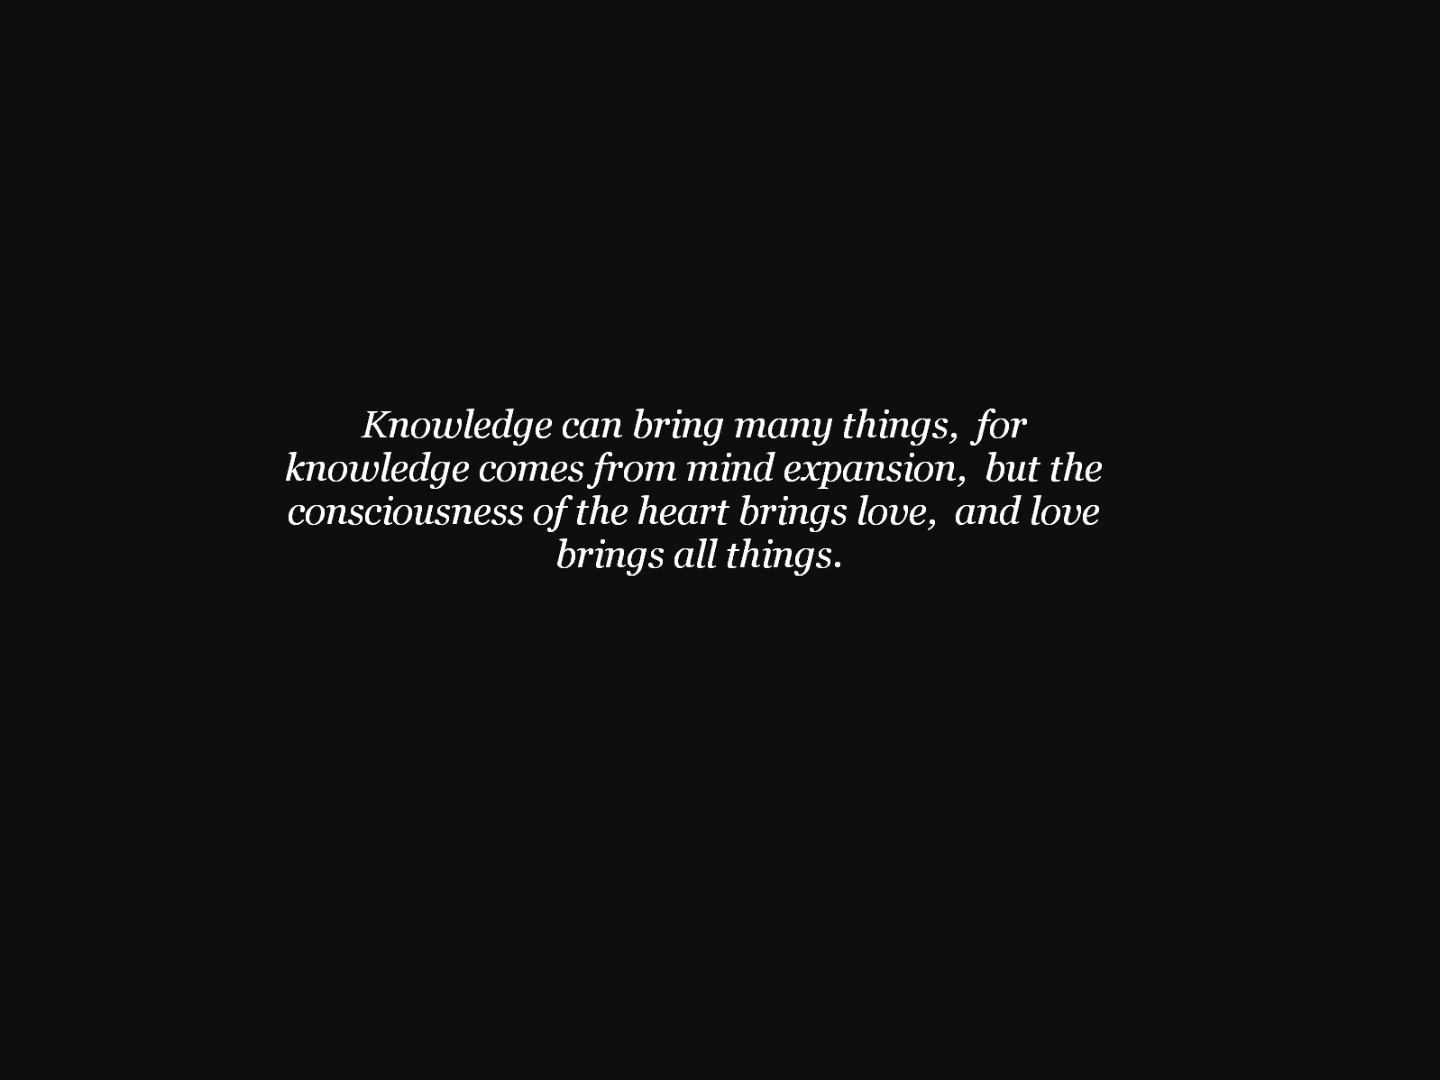 Knowledge can bring many things, for
knowledge comes from mind expansion, but the
consciousness of the heart brings love, and love
brings all things.